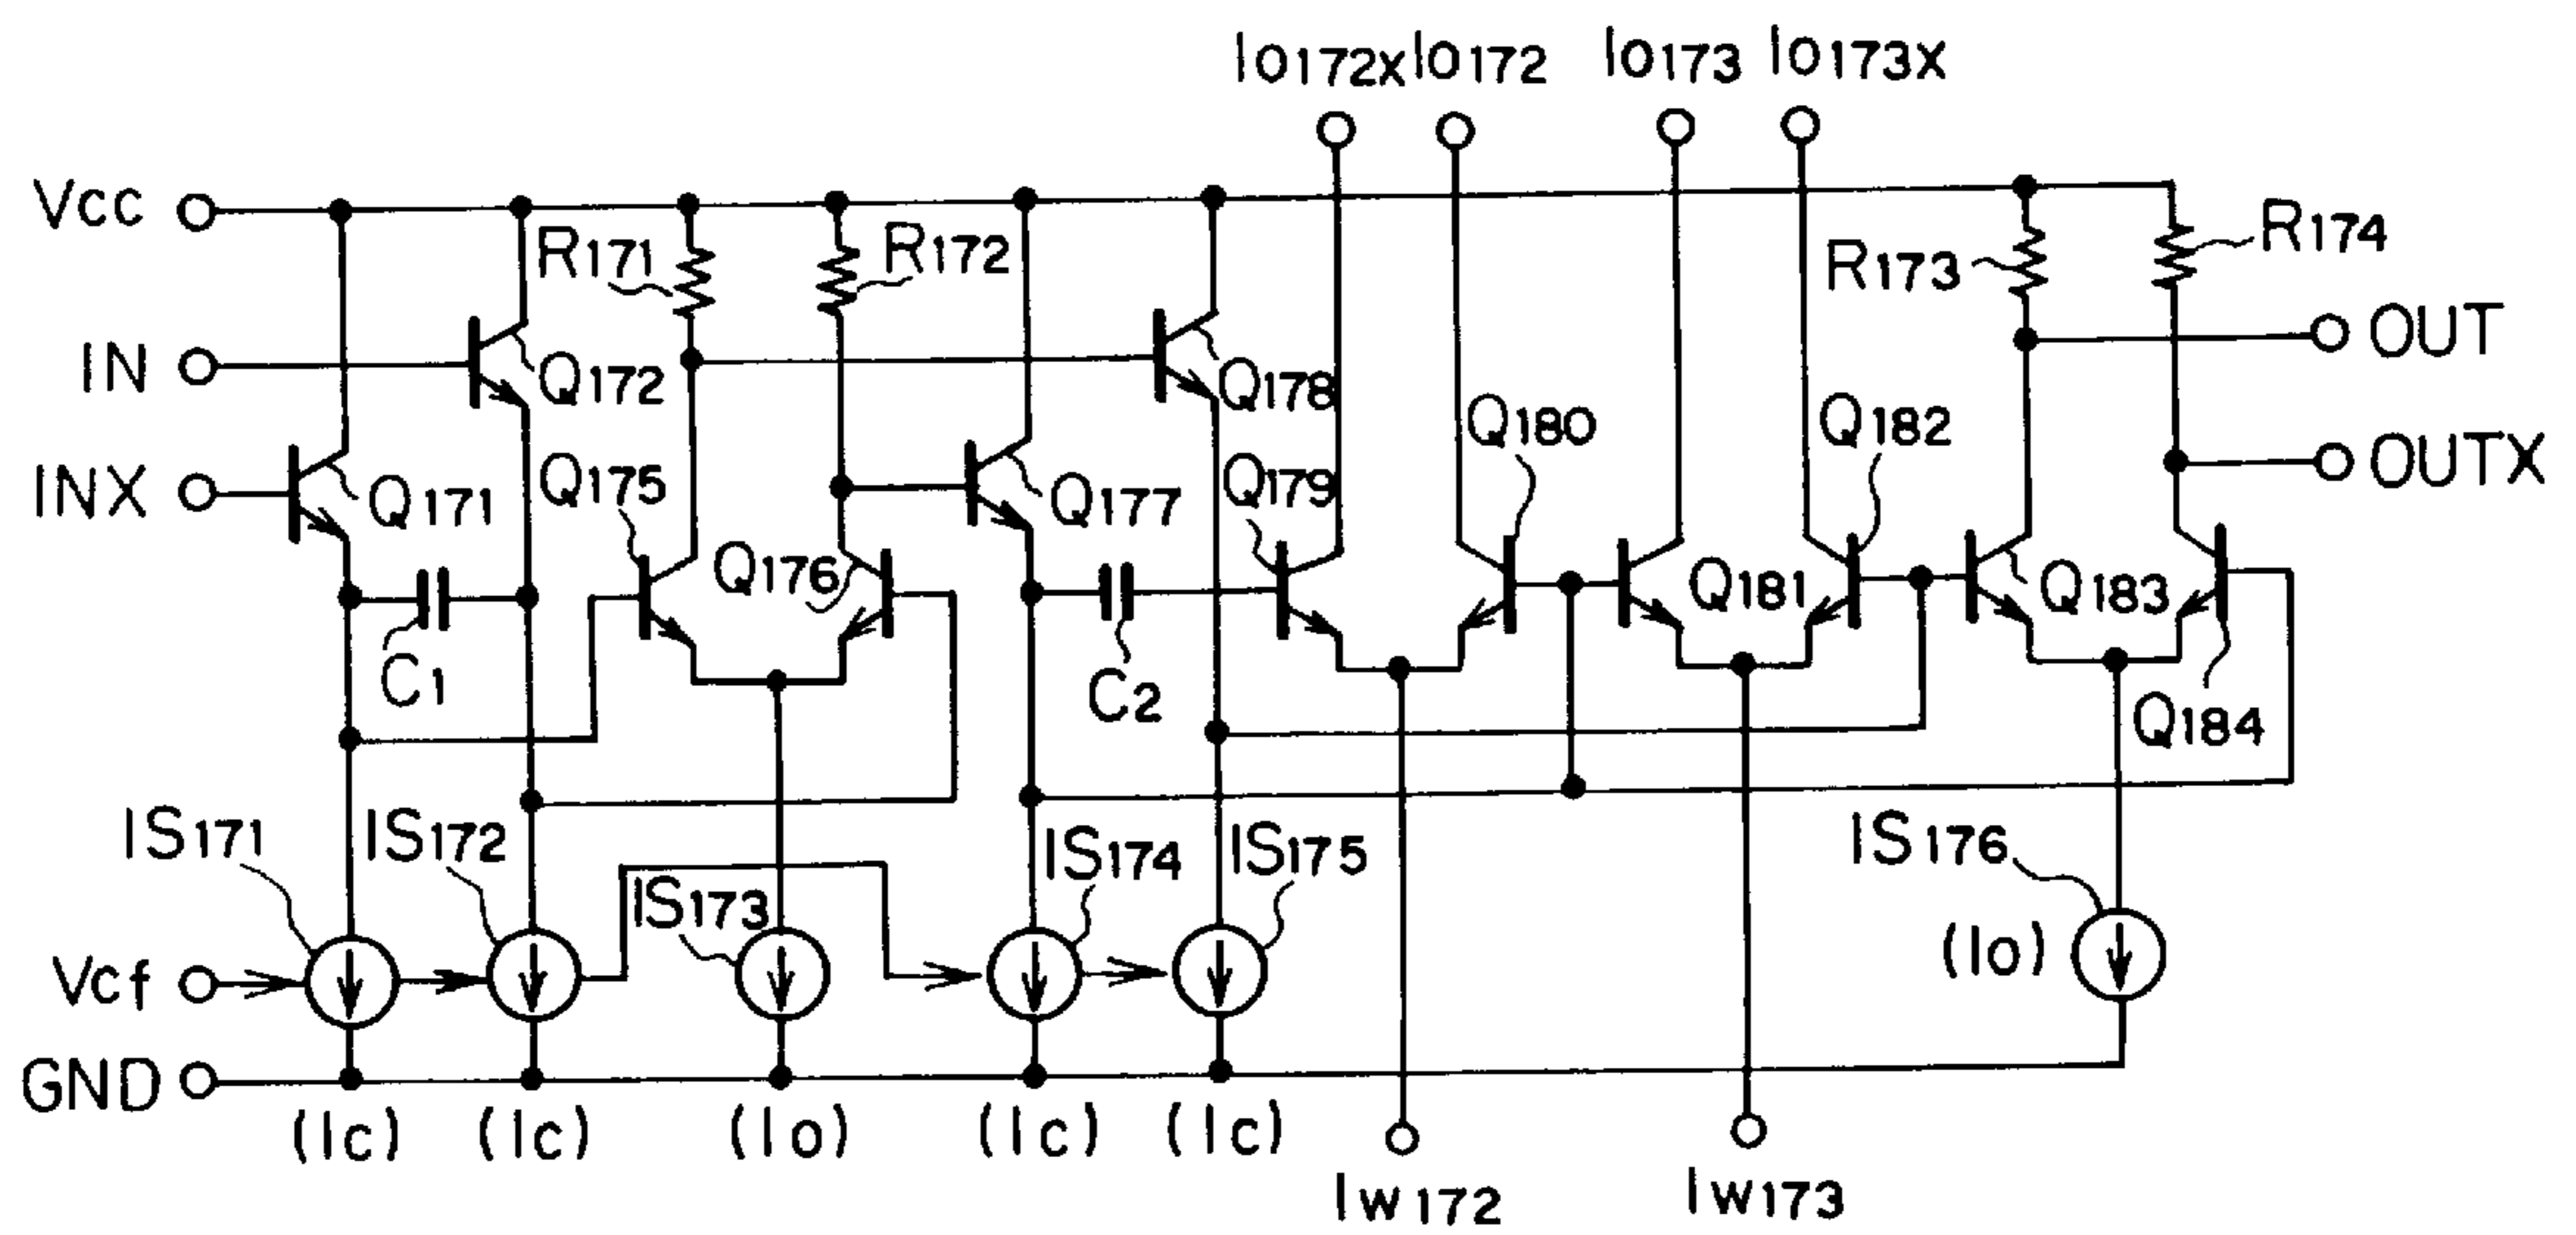 Io172x Io172 Io173 Io173x
Vcc
R171
R172
R173
R174
IN
Q172
Q178
OUT
INX
Q171
Q175
Q176
Q177
Q179
Q180
Q182
OUTX
C1
C2
Q181
Q183
Q184
IS171
IS172
IS173
IS174
IS175
IS176
Vcf
(Io)
GND
(Ic) (Ic) (Io) (Ic) (Ic)
Iw172
Iw173